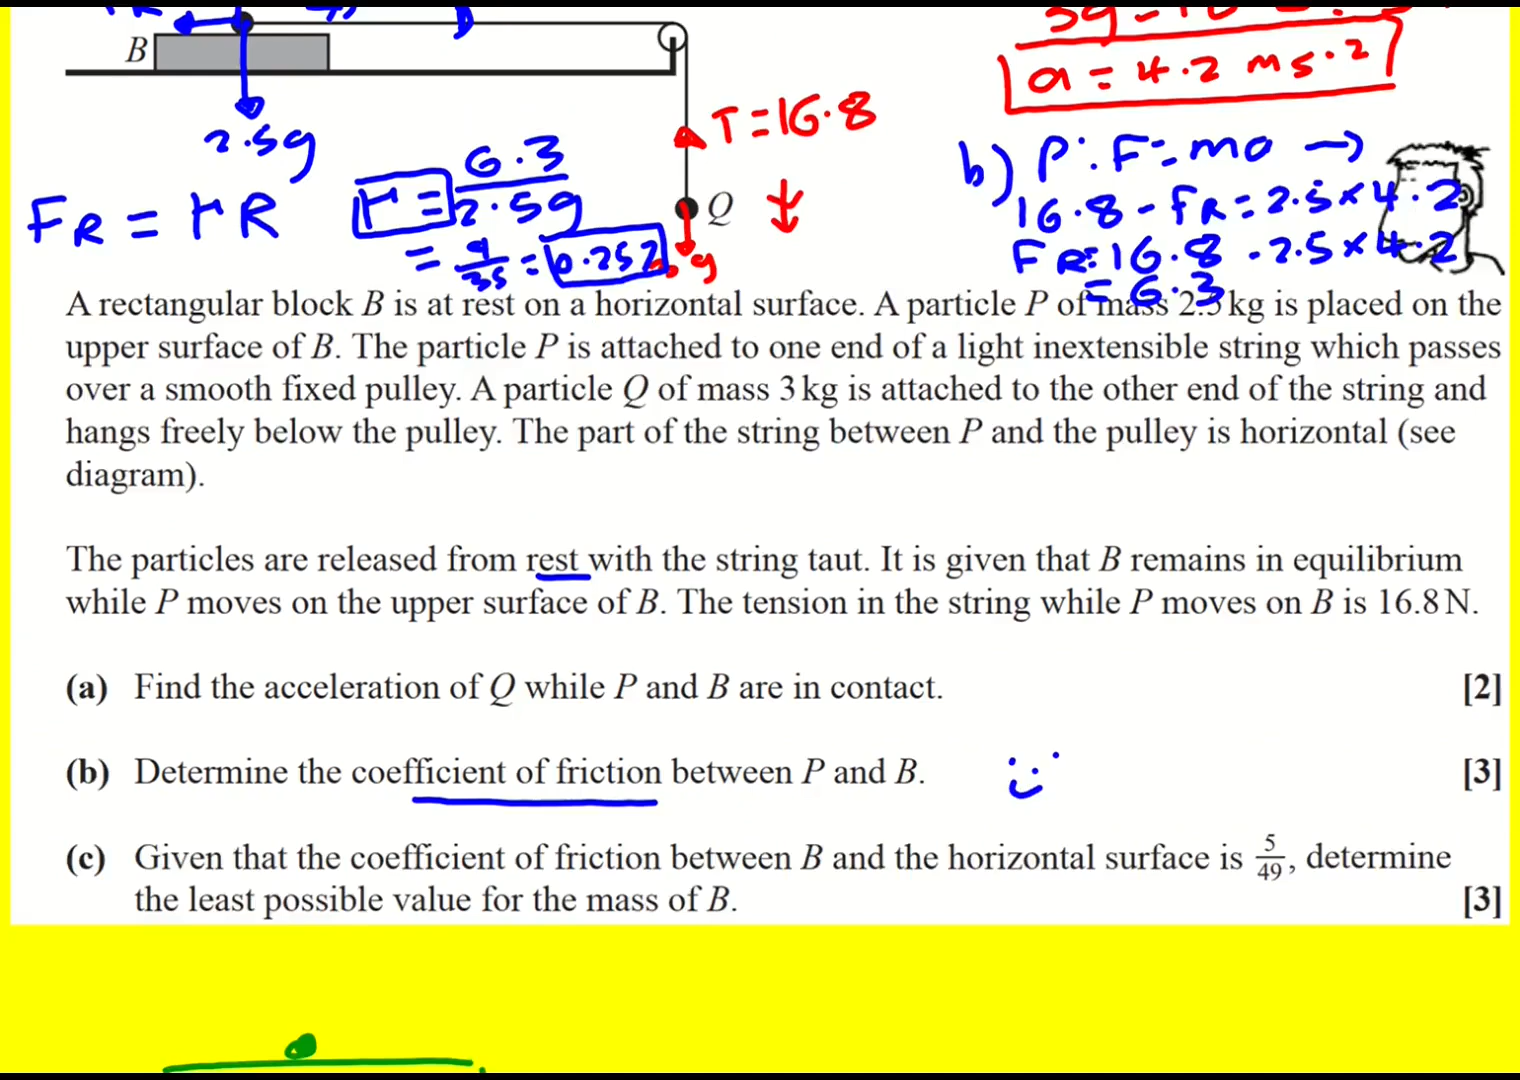 B
2.5g
T=16.8
Q
a = 4.2 ms⁻²
FR = μR
μ = 6.3
2.5g
= 9/35 = 0.257
b) P: F=ma →
16.8 - FR = 2.5 × 4.2
FR = 16.8 - 2.5 × 4.2
= 6.3
A rectangular block B is at rest on a horizontal surface. A particle P of mass 2.5 kg is placed on the
upper surface of B. The particle P is attached to one end of a light inextensible string which passes
over a smooth fixed pulley. A particle Q of mass 3 kg is attached to the other end of the string and
hangs freely below the pulley. The part of the string between P and the pulley is horizontal (see
diagram).
The particles are released from rest with the string taut. It is given that B remains in equilibrium
while P moves on the upper surface of B. The tension in the string while P moves on B is 16.8 N.
(a) Find the acceleration of Q while P and B are in contact. [2]
(b) Determine the coefficient of friction between P and B. [3]
(c) Given that the coefficient of friction between B and the horizontal surface is 5/49, determine
the least possible value for the mass of B. [3]